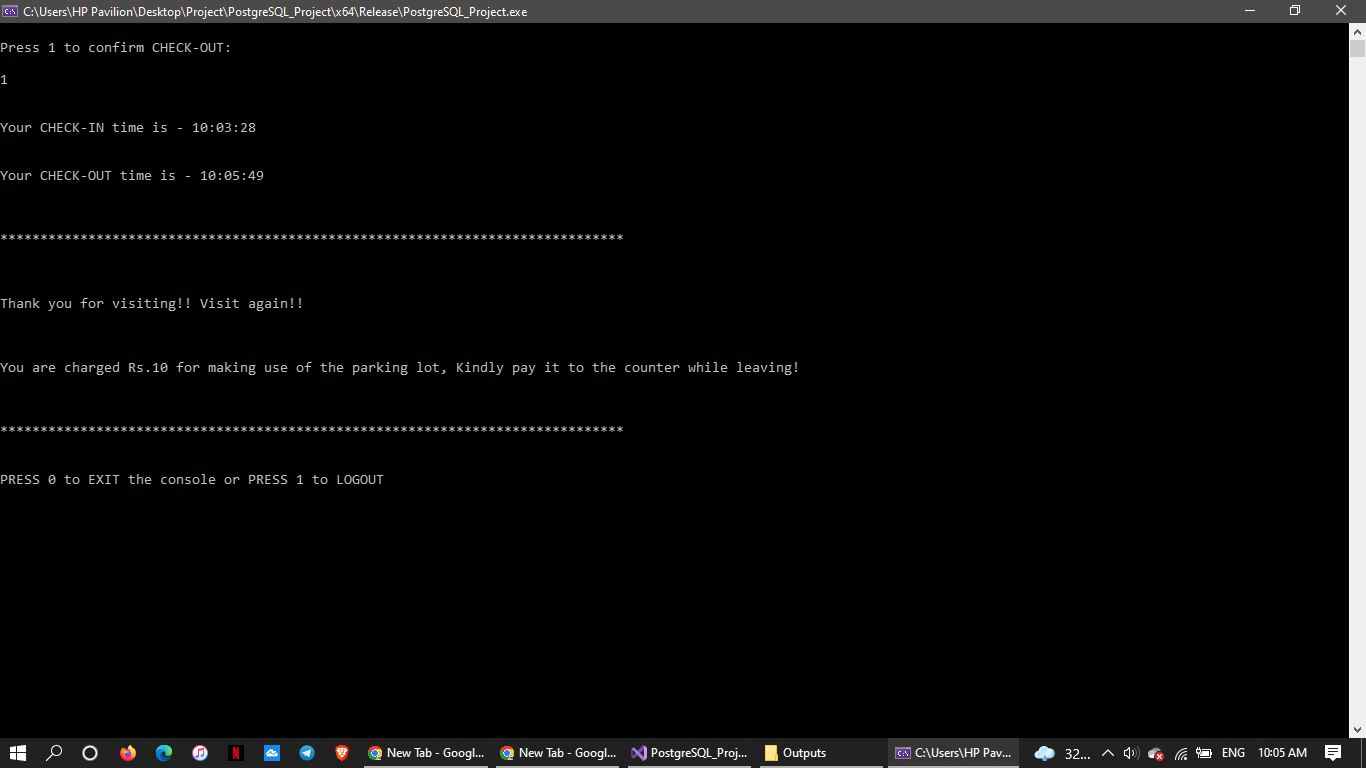 C:\Users\HP Pavilion\Desktop\Project\PostgreSQL_Project\x64\Release\PostgreSQL_Project.exe
Press 1 to confirm CHECK-OUT:
1
Your CHECK-IN time is - 10:03:28
Your CHECK-OUT time is - 10:05:49
******************************************************************************
Thank you for visiting!! Visit again!!
You are charged Rs.10 for making use of the parking lot, Kindly pay it to the counter while leaving!
******************************************************************************
PRESS 0 to EXIT the console or PRESS 1 to LOGOUT
New Tab - Googl... New Tab - Googl... PostgreSQL_Proj... Outputs C:\Users\HP Pav... 32... ENG 10:05 AM